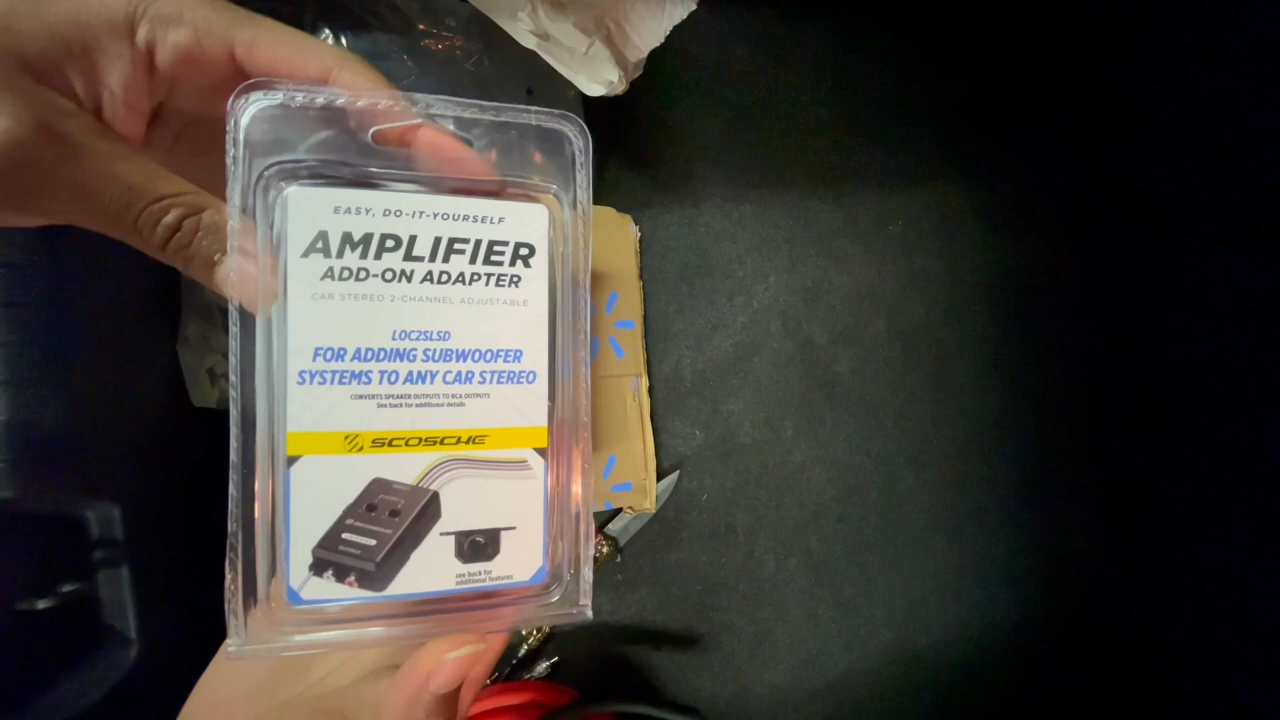 EASY, DO-IT-YOURSELF
AMPLIFIER
ADD-ON ADAPTER
CAR STEREO 2-CHANNEL ADJUSTABLE
LOC2SLSD
FOR ADDING SUBWOOFER
SYSTEMS TO ANY CAR STEREO
CONVERTS SPEAKER OUTPUTS TO RCA OUTPUTS
See back for additional details
SCOSCHE
OUTPUT
see back for
additional features